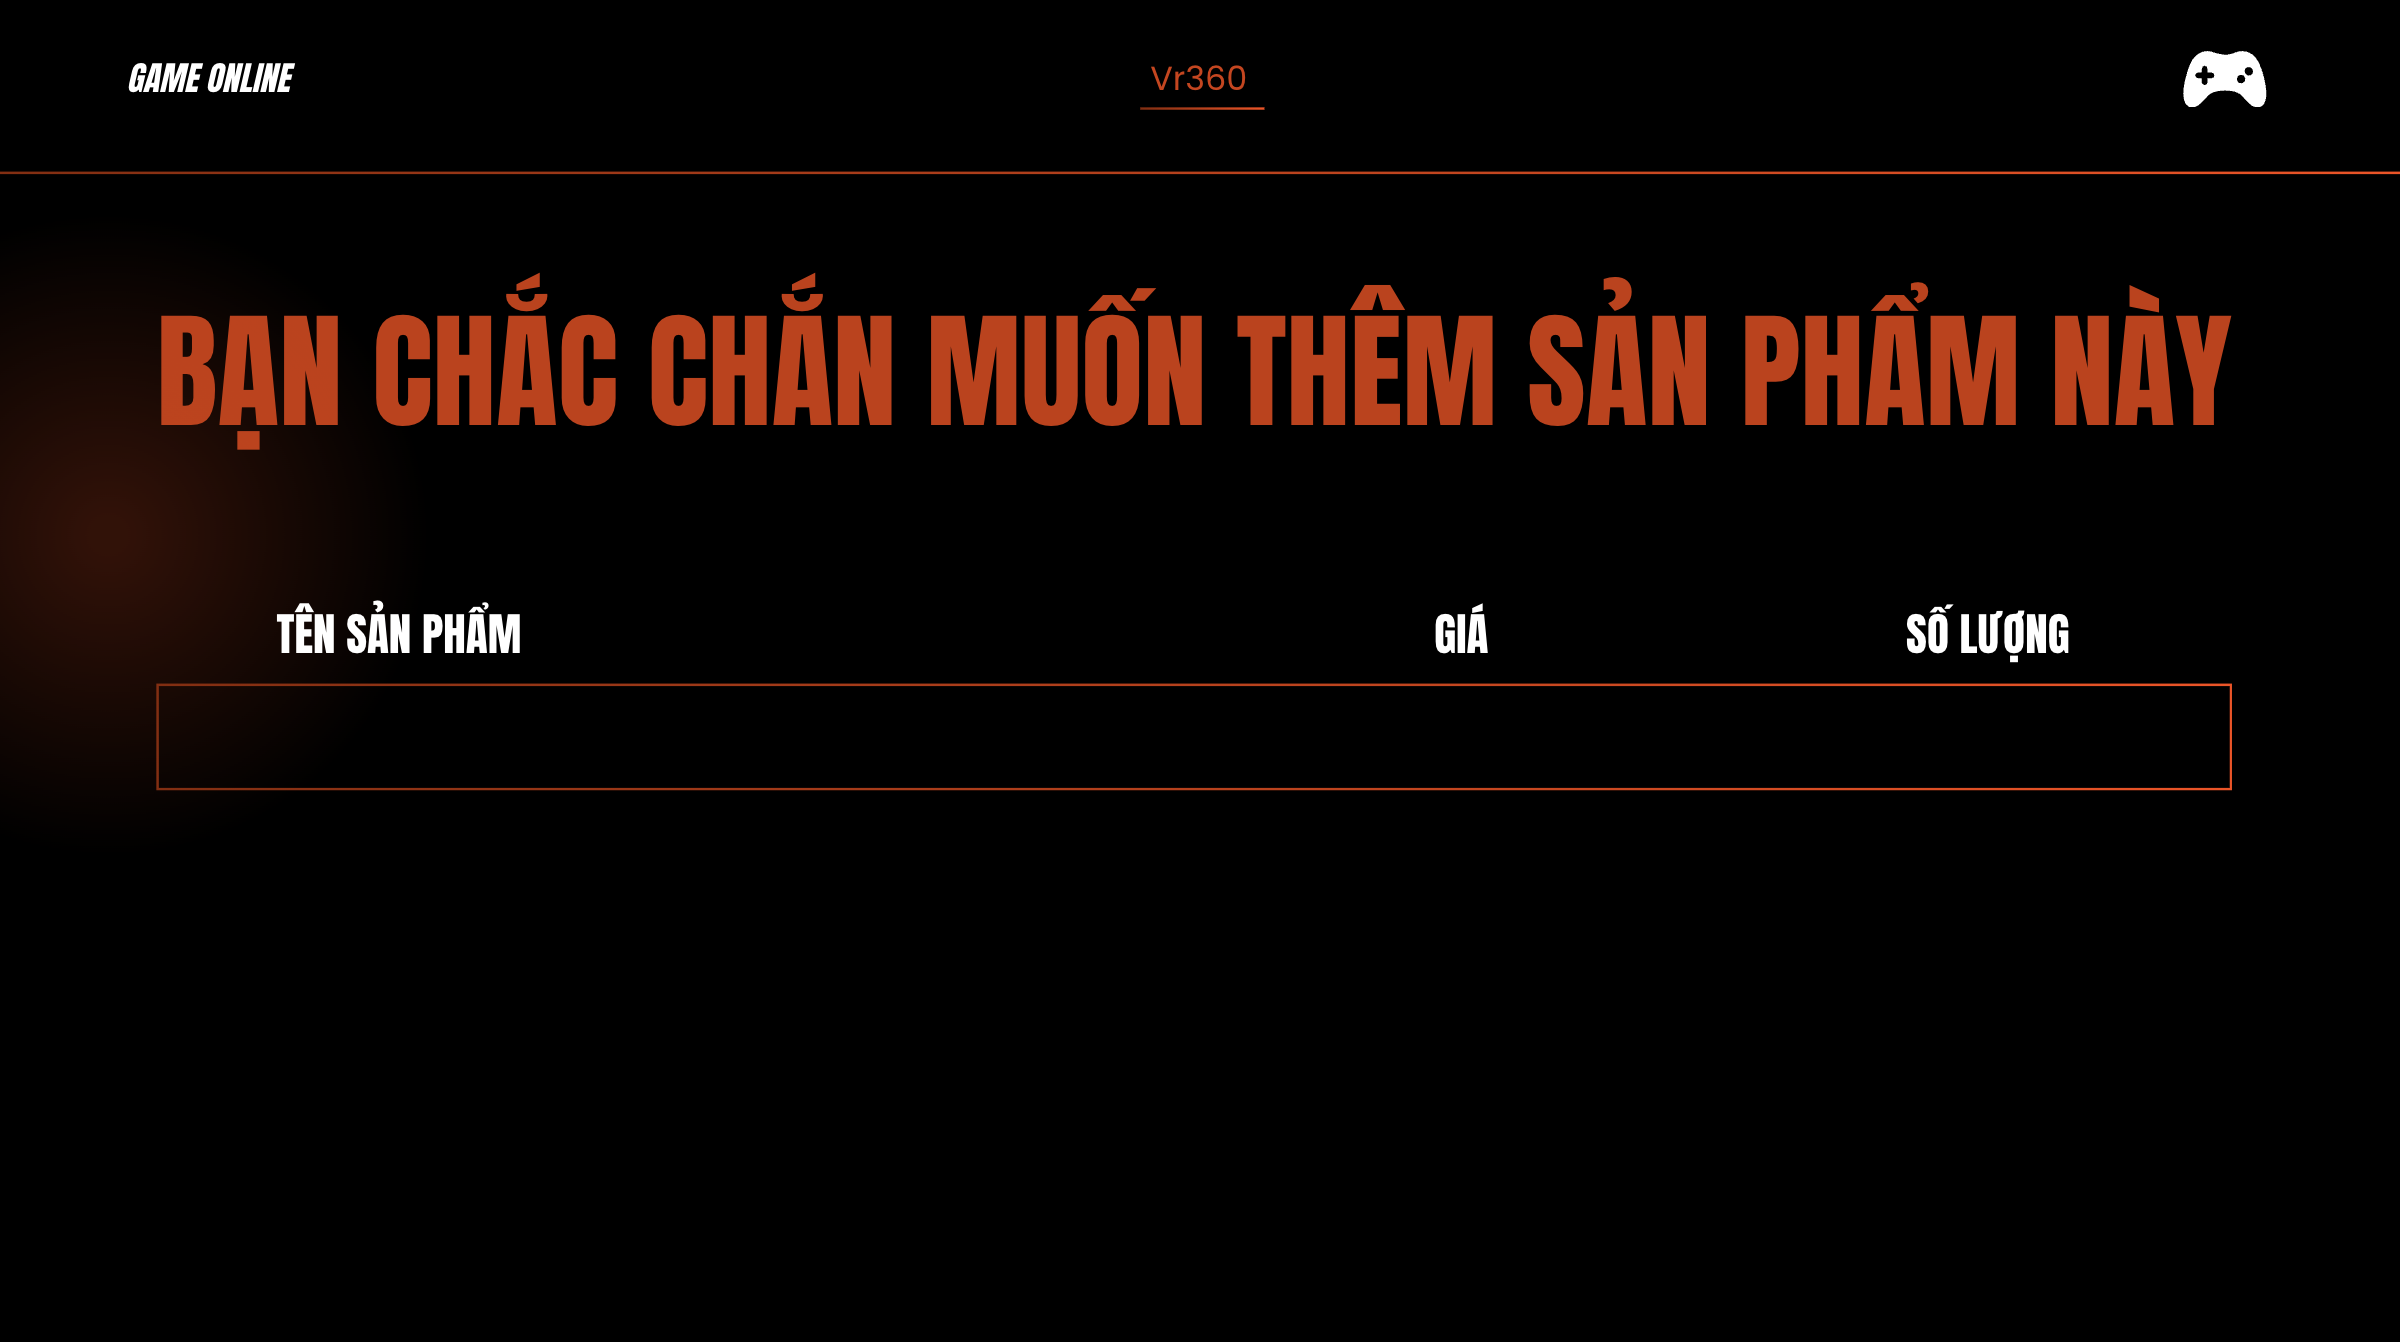 GAME ONLINE
Vr360
BẠN CHẮC CHẮN MUỐN THÊM SẢN PHẨM NÀY
TÊN SẢN PHẨM GIÁ SỐ LƯỢNG